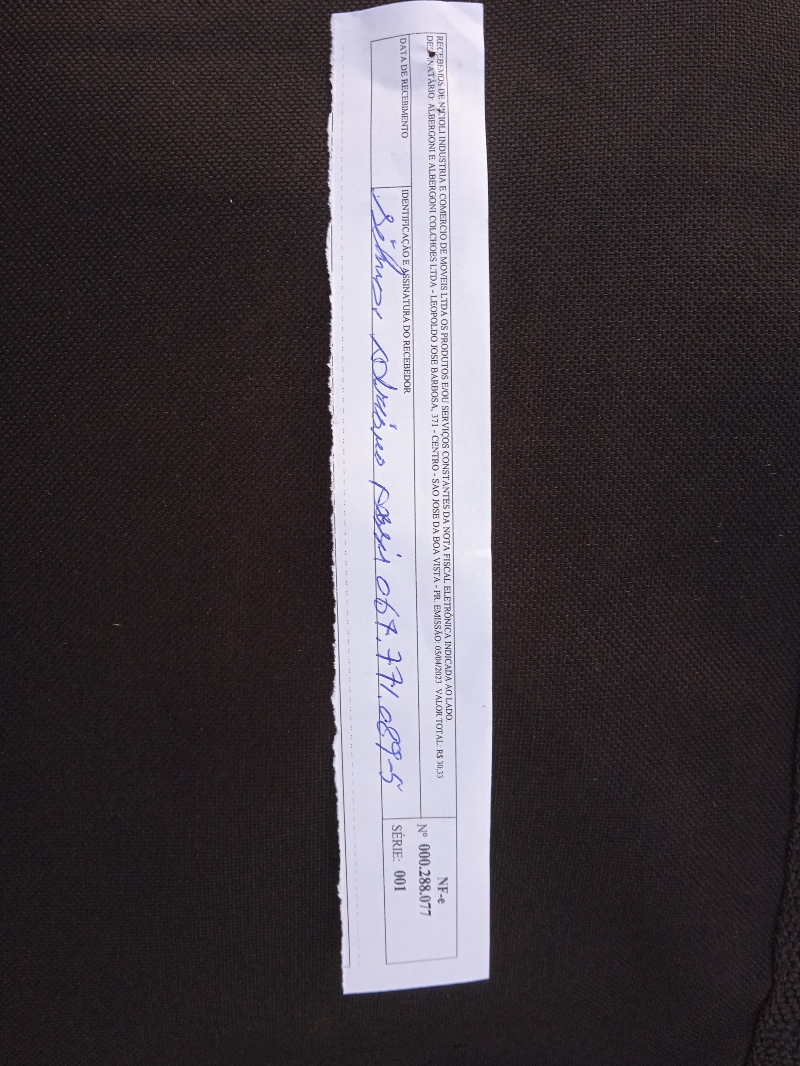 RECEBEMOS DE NICIOLI INDUSTRIA E COMERCIO DE MOVEIS LTDA OS PRODUTOS E/OU SERVIÇOS CONSTANTES DA NOTA FISCAL ELETRÔNICA INDICADA AO LADO
DESTINATÁRIO: ALBERGONI E ALBERGONI COLCHOES LTDA - LEOPOLDO JOSE BARBOSA, 371 - CENTRO - SAO JOSE DA BOA VISTA - PR. EMISSÃO: 05/04/2023 VALOR TOTAL: R$ 30,33
DATA DE RECEBIMENTO
IDENTIFICAÇÃO E ASSINATURA DO RECEBEDOR
067.771.089-5
NF-e
Nº 000.288.077
SÉRIE: 001